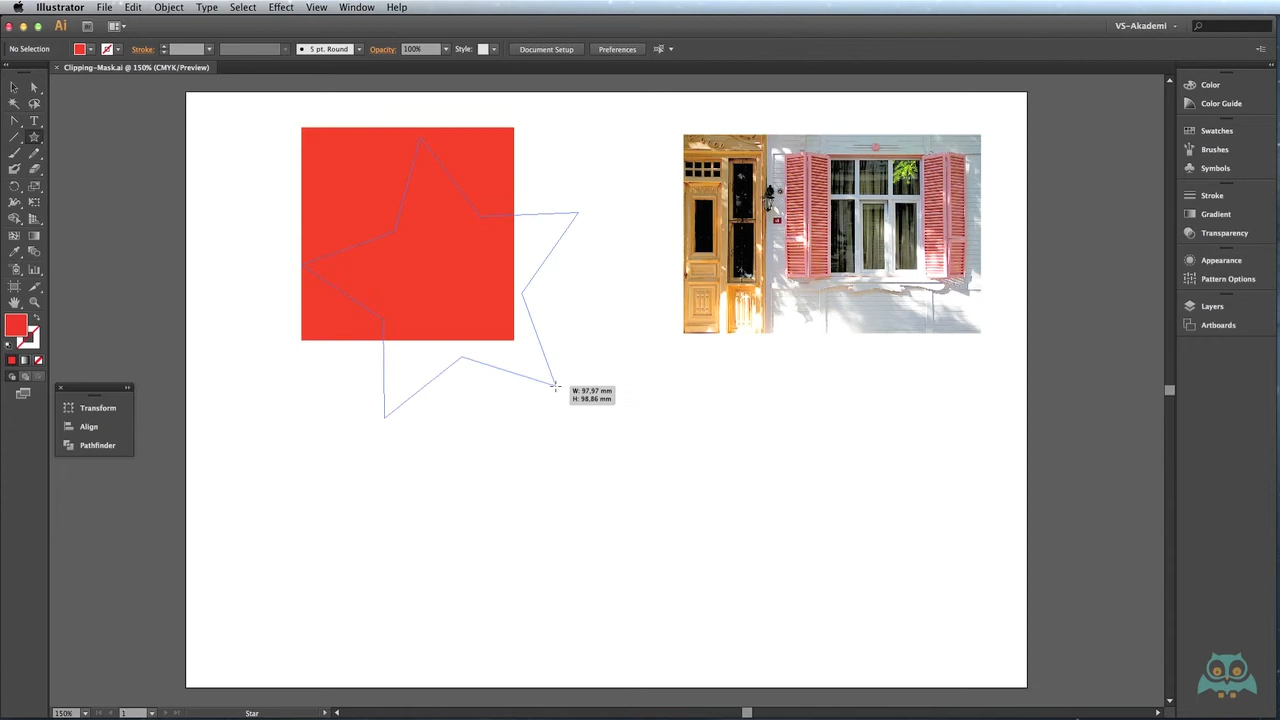 Illustrator File Edit Object Type Select Effect View Window Help
Ai VS-Akademi
No Selection Stroke: 5 pt. Round Opacity: 100% Style: Document Setup Preferences
× Clipping-Mask.ai @ 150% (CMYK/Preview)
Color
Color Guide
Swatches
Brushes
Symbols
Stroke
Gradient
Transparency
Appearance
Pattern Options
Layers
Artboards
W: 97,97 mm
H: 98,86 mm
Transform
Align
Pathfinder
150% 1 Star